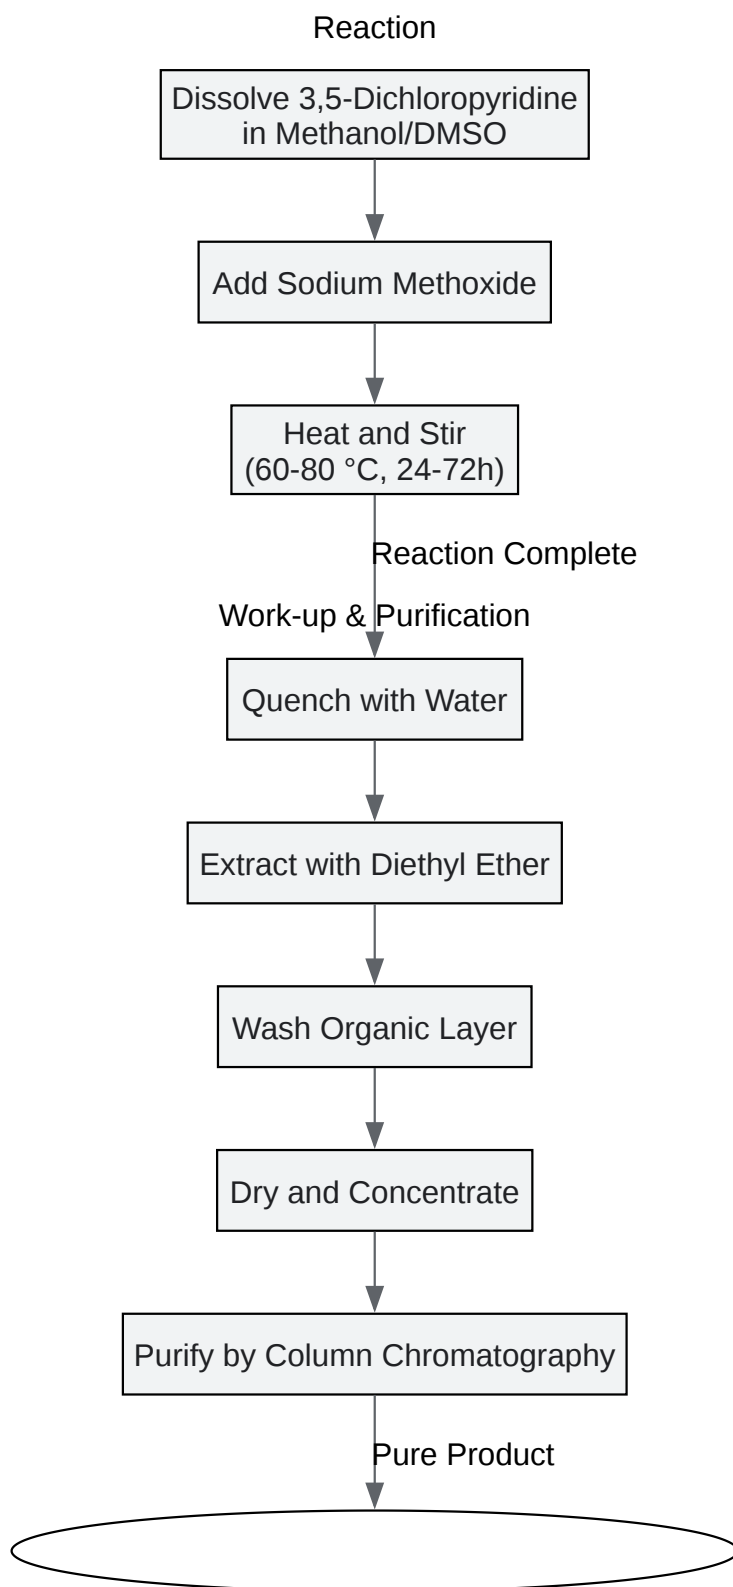 Reaction
Dissolve 3,5-Dichloropyridine
in Methanol/DMSO
Add Sodium Methoxide
Heat and Stir
(60-80 °C, 24-72h)
Reaction Complete
Work-up & Purification
Quench with Water
Extract with Diethyl Ether
Wash Organic Layer
Dry and Concentrate
Purify by Column Chromatography
Pure Product